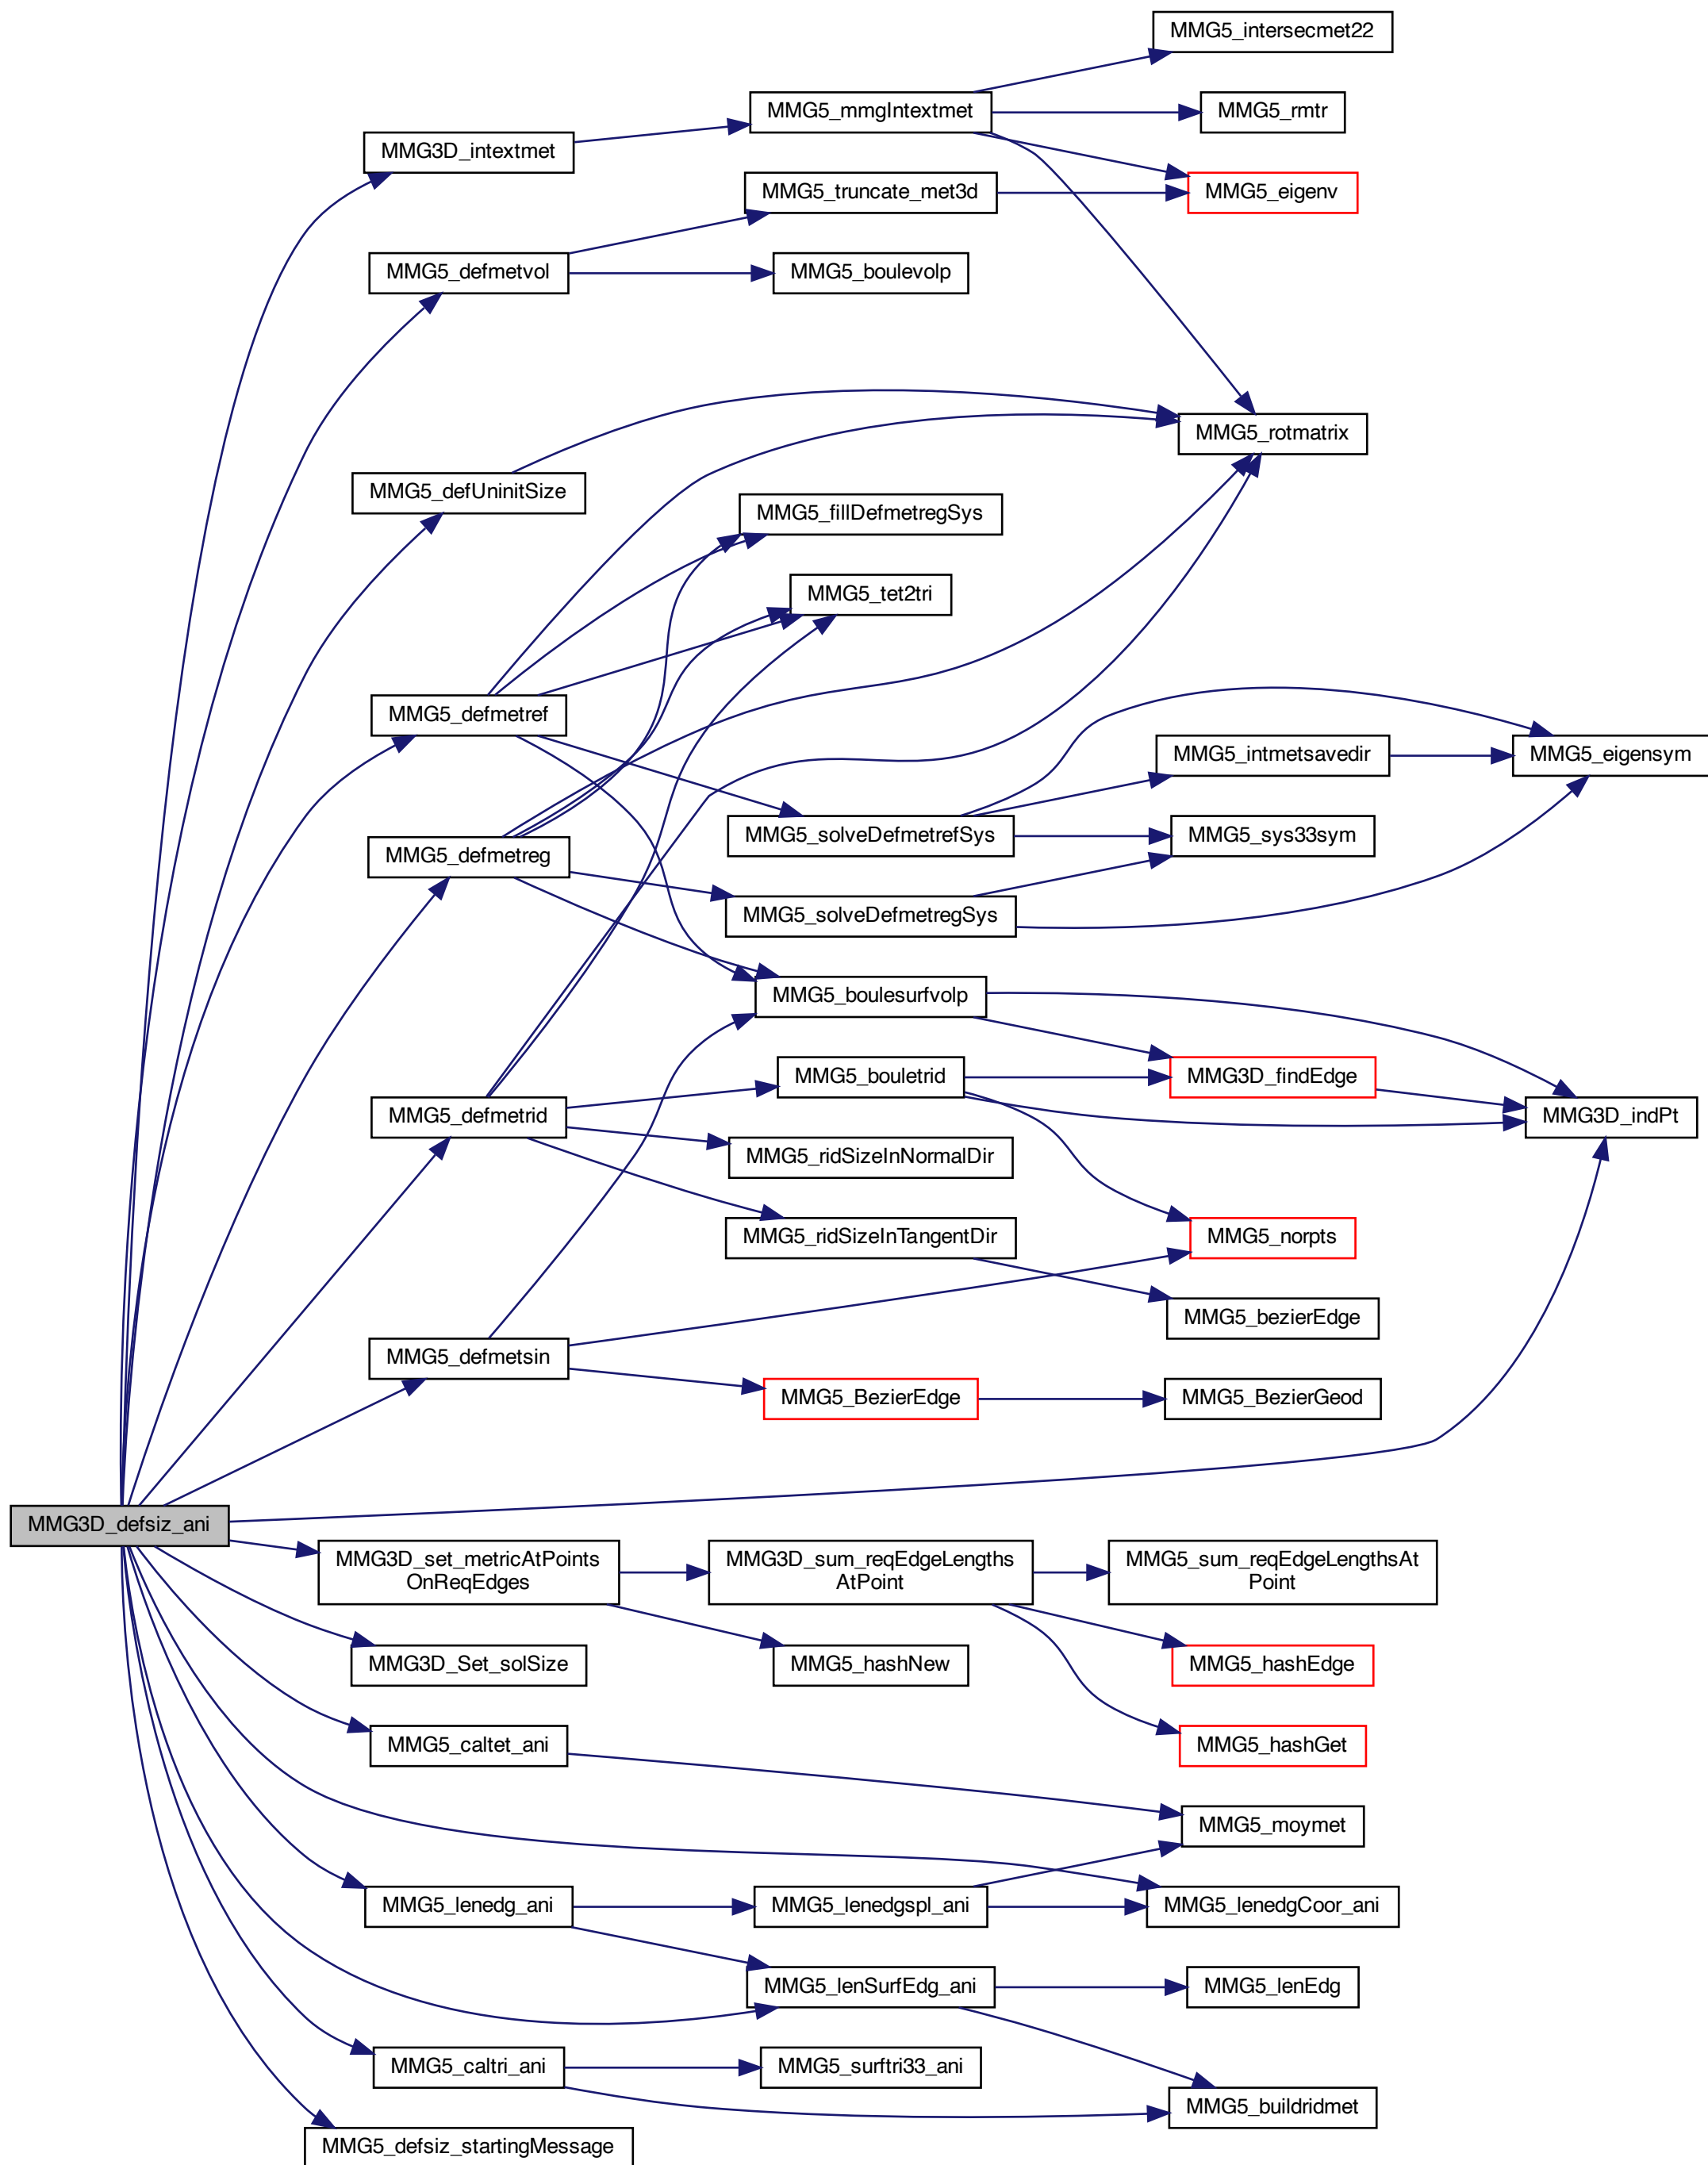 MMG5_intersecmet22
MMG5_mmgIntextmet
MMG5_rmtr
MMG3D_intextmet
MMG5_truncate_met3d
MMG5_eigenv
MMG5_defmetvol
MMG5_boulevolp
MMG5_rotmatrix
MMG5_defUninitSize
MMG5_fillDefmetregSys
MMG5_tet2tri
MMG5_defmetref
MMG5_intmetsavedir
MMG5_eigensym
MMG5_solveDefmetrefSys
MMG5_sys33sym
MMG5_defmetreg
MMG5_solveDefmetregSys
MMG5_boulesurfvolp
MMG5_bouletrid
MMG3D_findEdge
MMG5_defmetrid
MMG3D_indPt
MMG5_ridSizeInNormalDir
MMG5_ridSizeInTangentDir
MMG5_norpts
MMG5_bezierEdge
MMG5_defmetsin
MMG5_BezierEdge
MMG5_BezierGeod
MMG3D_defsiz_ani
MMG3D_set_metricAtPoints
OnReqEdges
MMG3D_sum_reqEdgeLengths
AtPoint
MMG5_sum_reqEdgeLengthsAt
Point
MMG3D_Set_solSize
MMG5_hashNew
MMG5_hashEdge
MMG5_caltet_ani
MMG5_hashGet
MMG5_moymet
MMG5_lenedg_ani
MMG5_lenedgspl_ani
MMG5_lenedgCoor_ani
MMG5_lenSurfEdg_ani
MMG5_lenEdg
MMG5_caltri_ani
MMG5_surftri33_ani
MMG5_buildridmet
MMG5_defsiz_startingMessage